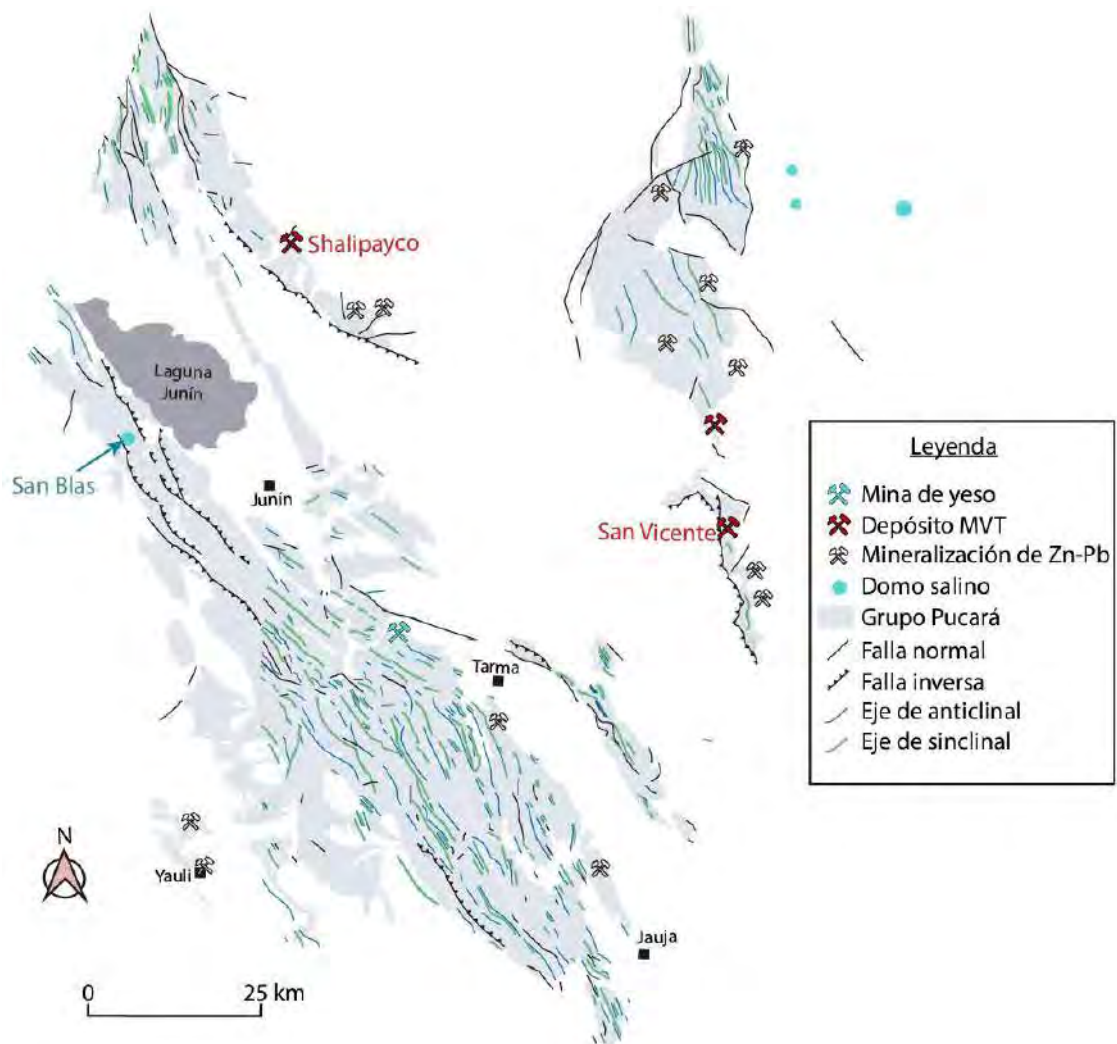 Shalipayco
Laguna
Junín
San Blas
Junín
San Vicente
Tarma
Yauli
Jauja
N
0 25 km
Leyenda
Mina de yeso
Depósito MVT
Mineralización de Zn-Pb
Domo salino
Grupo Pucará
Falla normal
Falla inversa
Eje de anticlinal
Eje de sinclinal